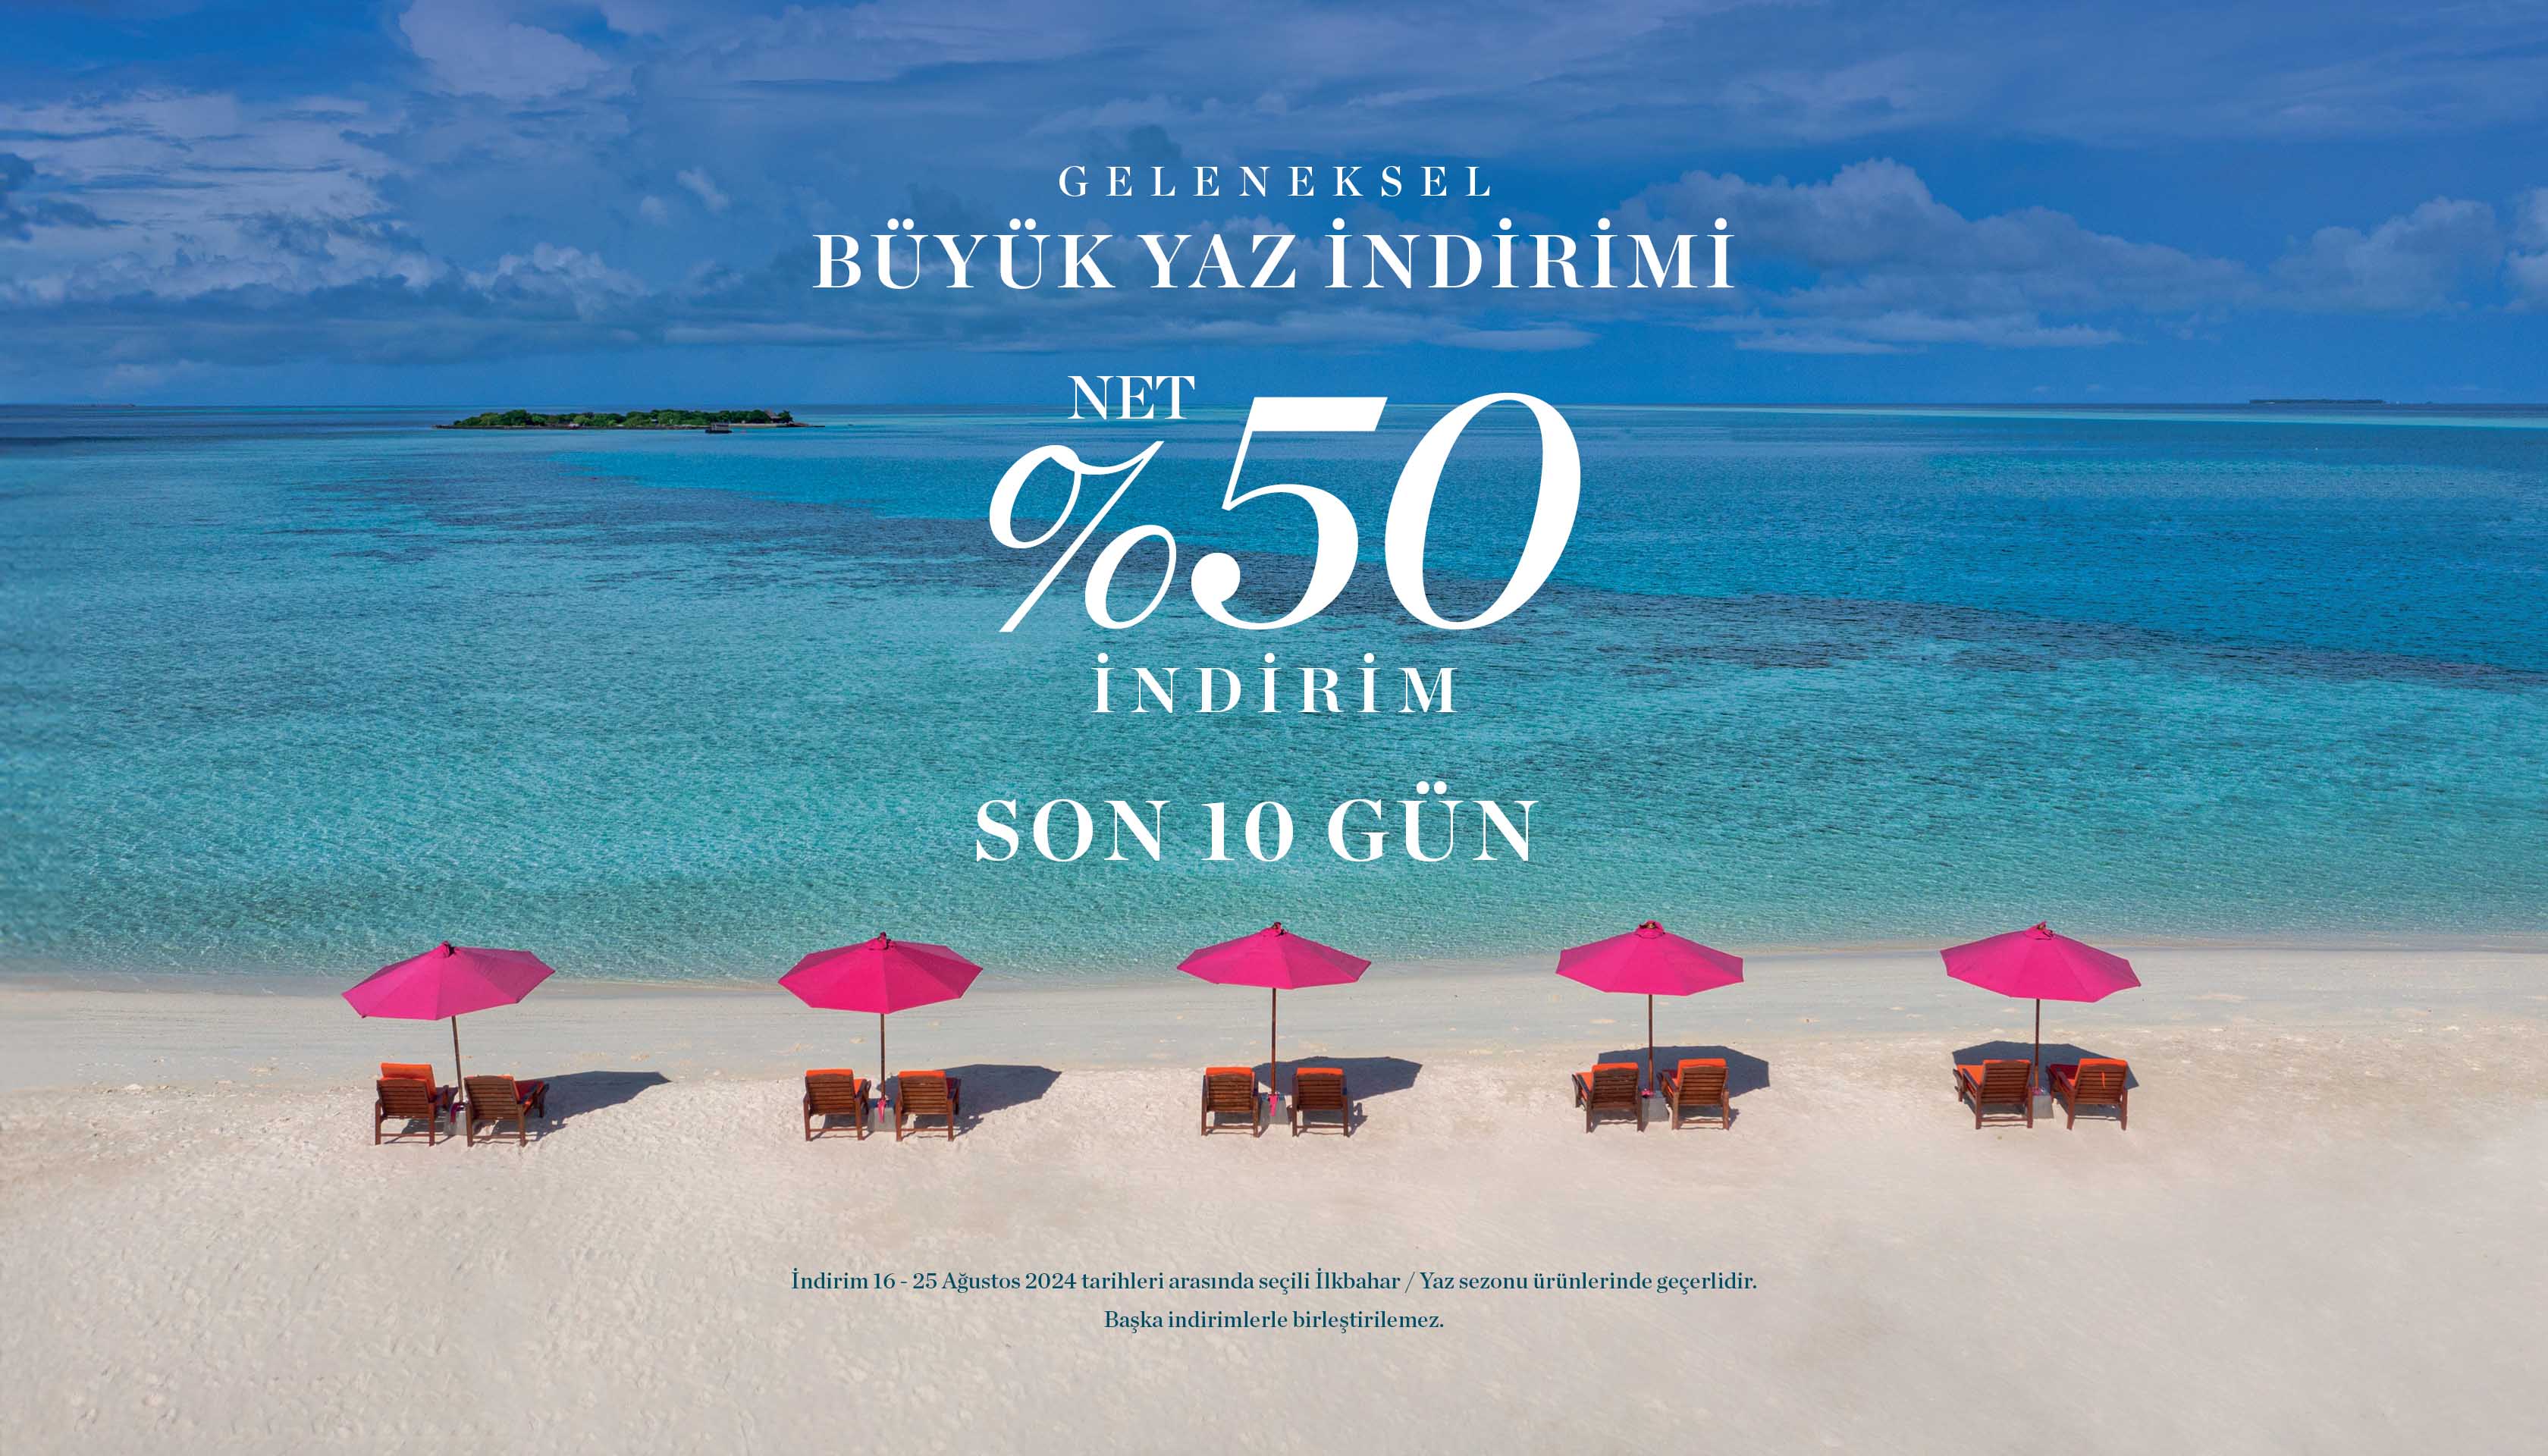 GELENEKSEL
BÜYÜK YAZ İNDİRİMİ
NET
%50
İNDİRİM
SON 10 GÜN
İndirim 16 - 25 Ağustos 2024 tarihleri arasında seçili İlkbahar / Yaz sezonu ürünlerinde geçerlidir.
Başka indirimlerle birleştirilemez.